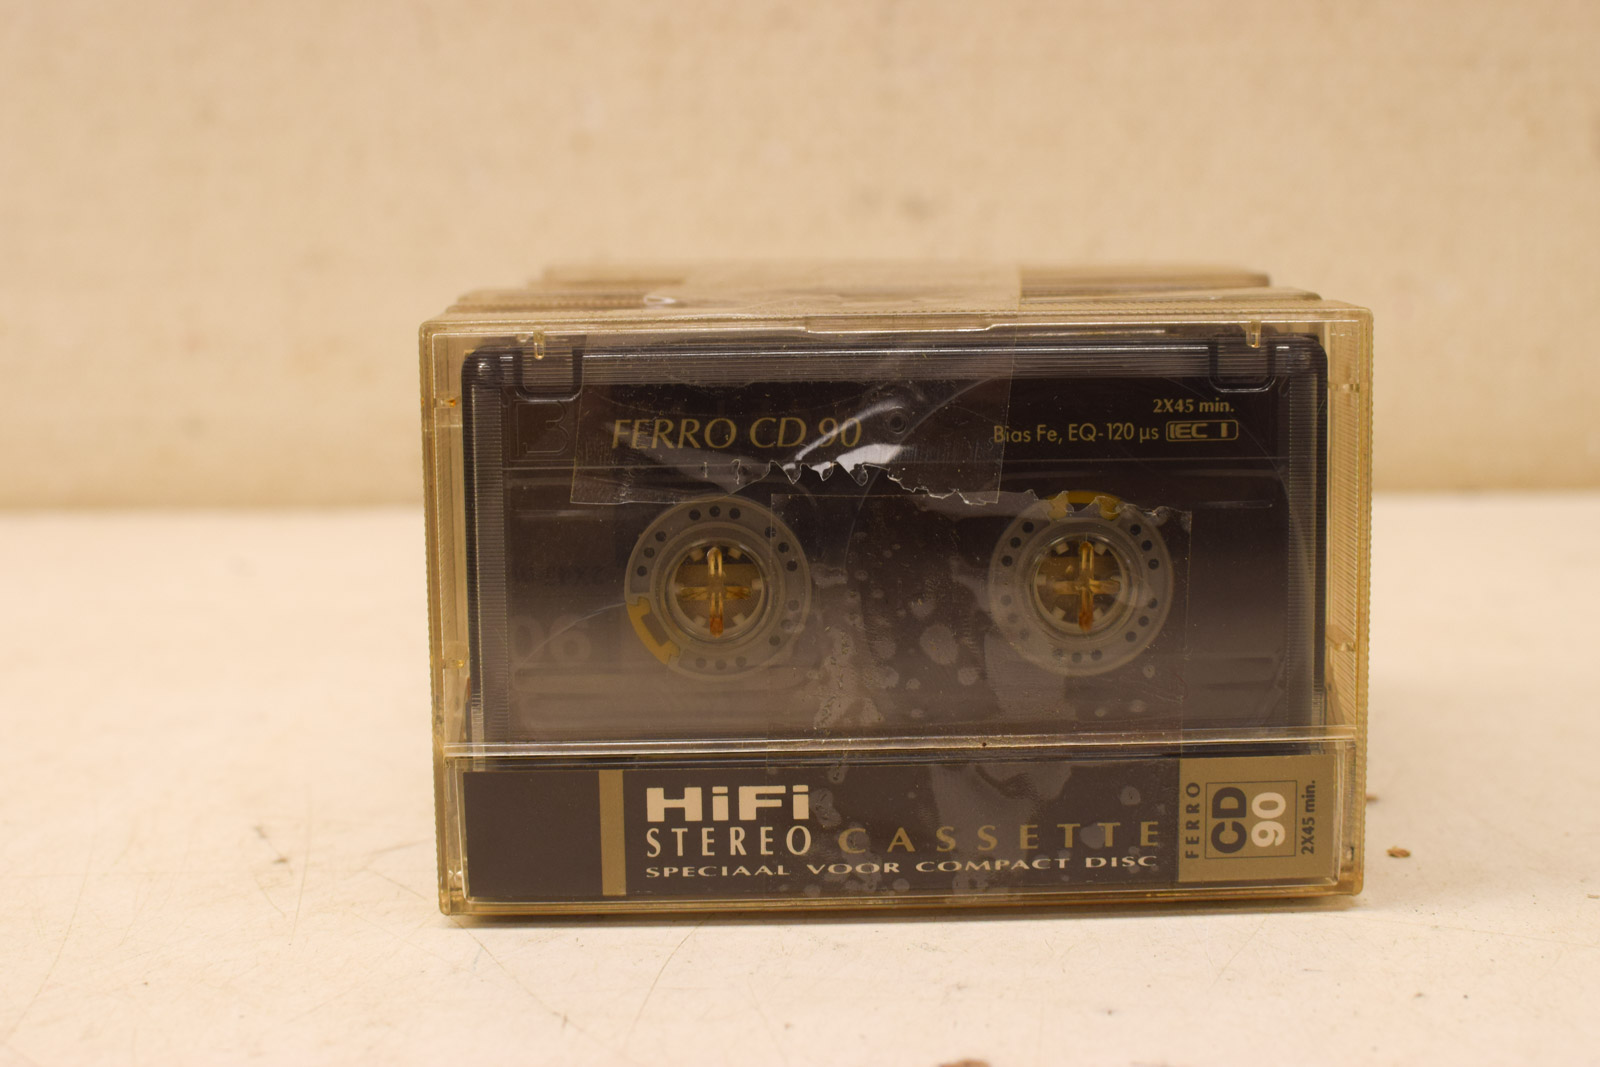 FERRO CD 90
2X45 min.
Bias Fe, EQ-120 µs IEC I
90
HiFi
STEREO CASSETTE
SPECIAAL VOOR COMPACT DISC
FERRO
CD
90
2X45 min.